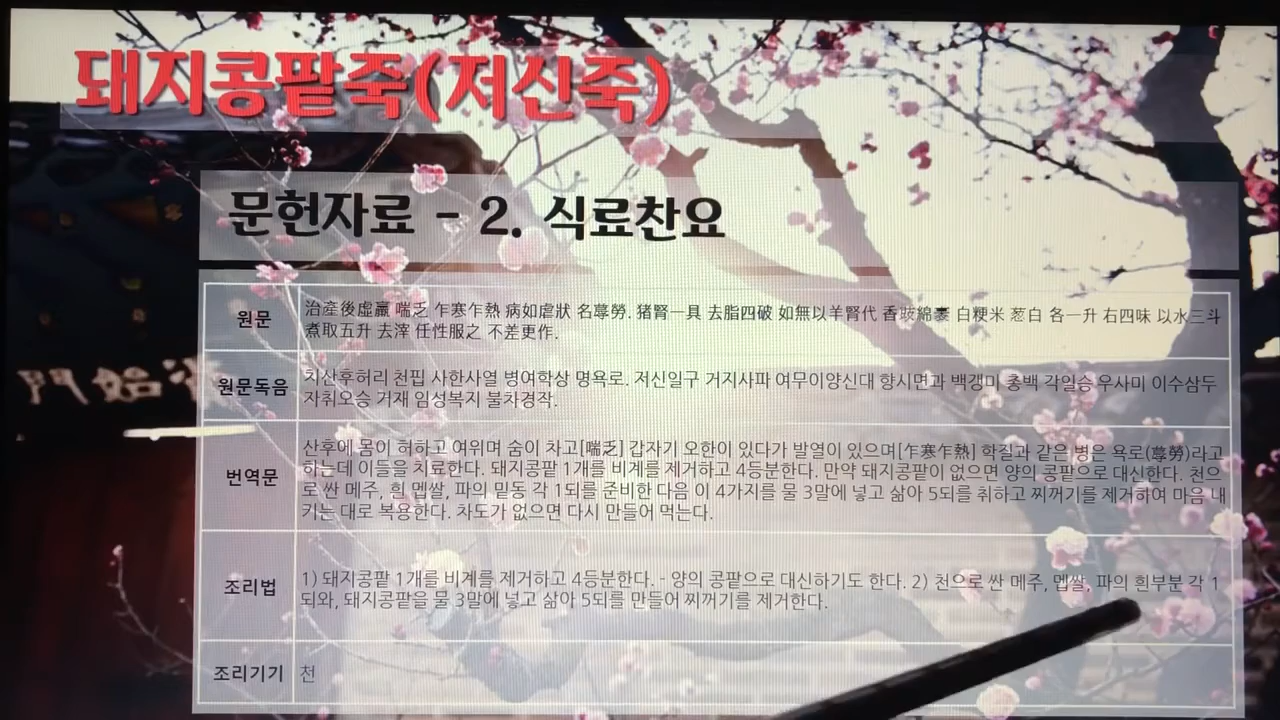 돼지콩팥죽(저신죽)
문헌자료 - 2. 식료찬요
원문
治産後虛羸 喘乏 乍寒乍熱 病如虐狀 名蓐勞. 猪腎一具 去脂四破 如無以羊腎代 香豉綿裹 白粳米 葱白 各一升 右四味 以水三斗
煮取五升 去滓 任性服之 不差更作.
원문독음
치산후허리 천핍 사한사열 병여학상 명욕로. 저신일구 거지사파 여무이양신대 향시면과 백갱미 총백 각일승 우사미 이수삼두
자취오승 거재 임성복지 불차경작.
번역문
산후에 몸이 허하고 여위며 숨이 차고[喘乏] 갑자기 오한이 있다가 발열이 있으며[乍寒乍熱] 학질과 같은 병은 욕로(蓐勞)라고
하는데 이들을 치료한다. 돼지콩팥 1개를 비계를 제거하고 4등분한다. 만약 돼지콩팥이 없으면 양의 콩팥으로 대신한다. 천으
로 싼 메주, 흰 멥쌀, 파의 밑동 각 1되를 준비한 다음 이 4가지를 물 3말에 넣고 삶아 5되를 취하고 찌꺼기를 제거하여 마음 내
키는 대로 복용한다. 차도가 없으면 다시 만들어 먹는다.
조리법
1) 돼지콩팥 1개를 비계를 제거하고 4등분한다. - 양의 콩팥으로 대신하기도 한다. 2) 천으로 싼 메주, 멥쌀, 파의 흰부분 각 1
되와, 돼지콩팥을 물 3말에 넣고 삶아 5되를 만들어 찌꺼기를 제거한다.
조리기기
천